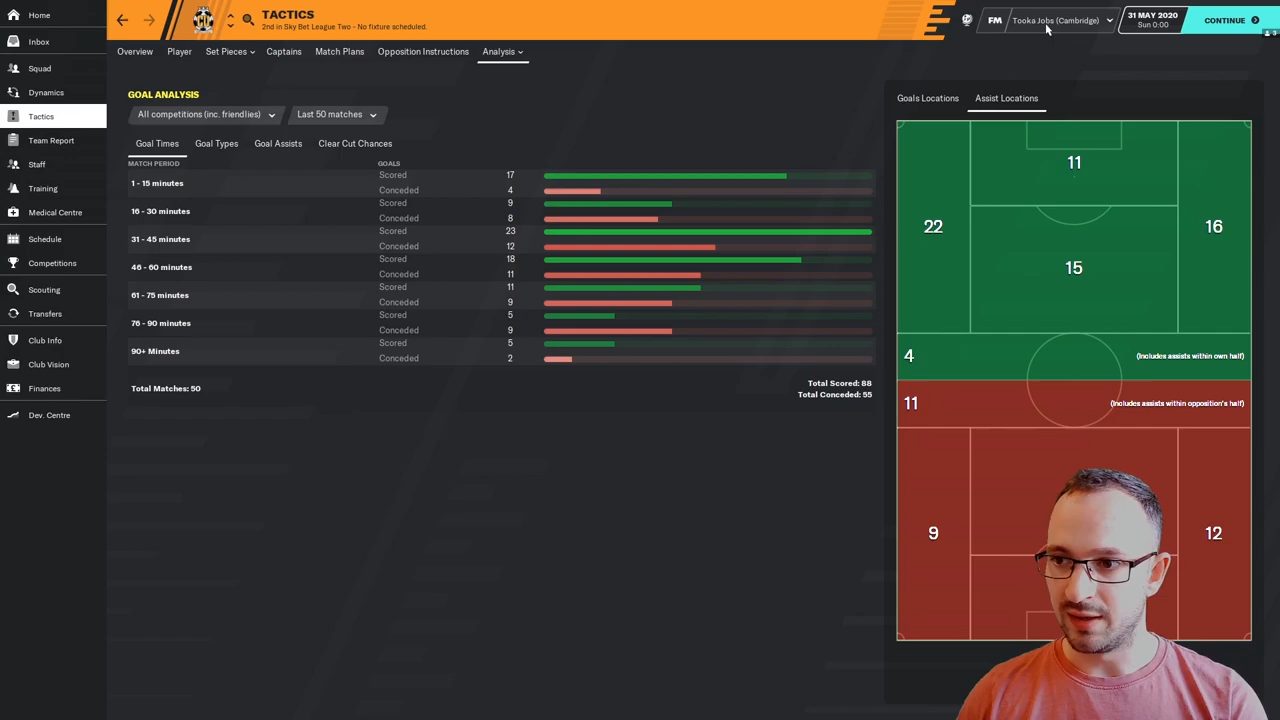 TACTICS
2nd in Sky Bet League Two - No fixture scheduled.
FM
Tooka Jobs (Cambridge)
31 MAY 2020
Sun 0:00
CONTINUE
3
Home
Inbox
Squad
Dynamics
Tactics
Team Report
Staff
Training
Medical Centre
Schedule
Competitions
Scouting
Transfers
Club Info
Club Vision
Finances
Dev. Centre
Overview Player Set Pieces Captains Match Plans Opposition Instructions Analysis
GOAL ANALYSIS
All competitions (inc. friendlies) Last 50 matches
Goal Times Goal Types Goal Assists Clear Cut Chances
MATCH PERIOD GOALS
1 - 15 minutes
Scored 17
Conceded 4
16 - 30 minutes
Scored 9
Conceded 8
31 - 45 minutes
Scored 23
Conceded 12
46 - 60 minutes
Scored 18
Conceded 11
61 - 75 minutes
Scored 11
Conceded 9
76 - 90 minutes
Scored 5
Conceded 9
90+ Minutes
Scored 5
Conceded 2
Total Matches: 50
Total Scored: 88
Total Conceded: 55
Goals Locations Assist Locations
11
22
16
15
4 (Includes assists within own half)
11 (Includes assists within opposition's half)
9
12